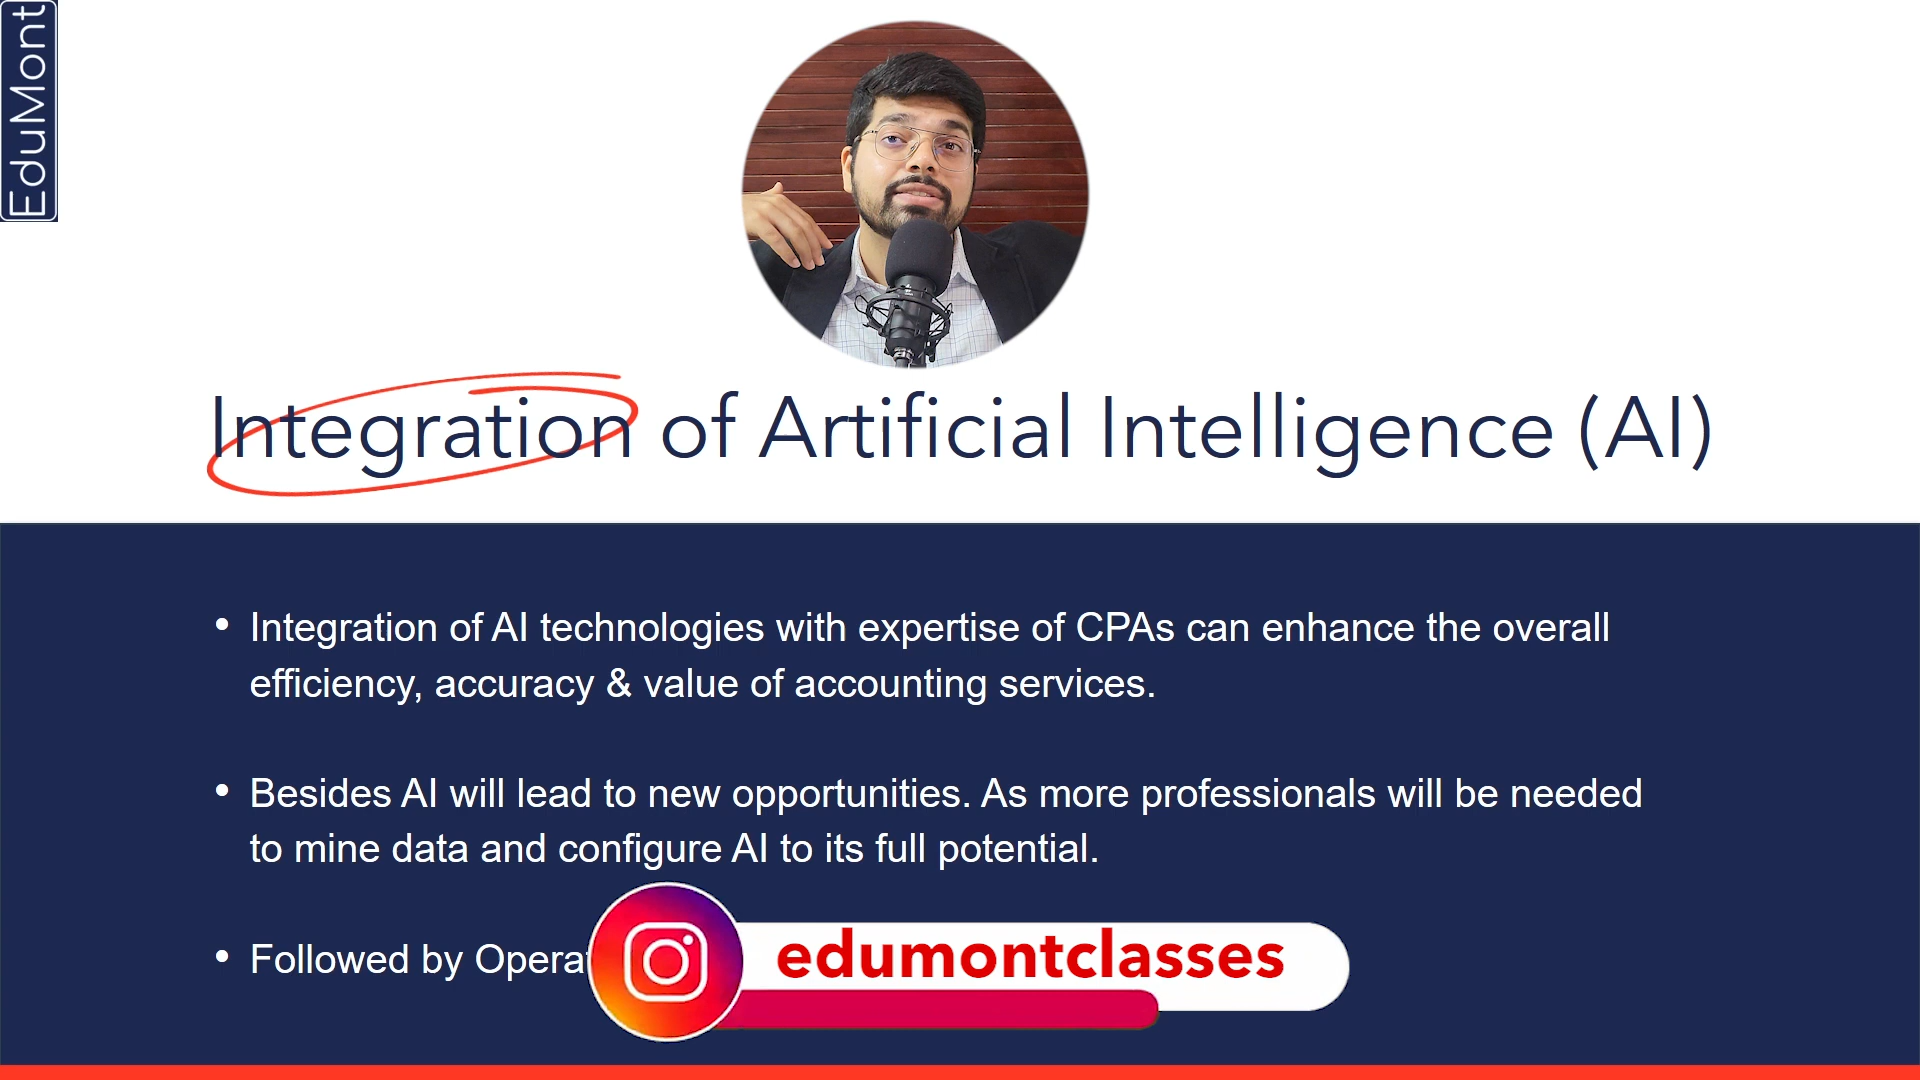 EduMont
Integration of Artificial Intelligence (AI)
• Integration of AI technologies with expertise of CPAs can enhance the overall
efficiency, accuracy & value of accounting services.
• Besides AI will lead to new opportunities. As more professionals will be needed
to mine data and configure AI to its full potential.
• Followed by
edumontclasses